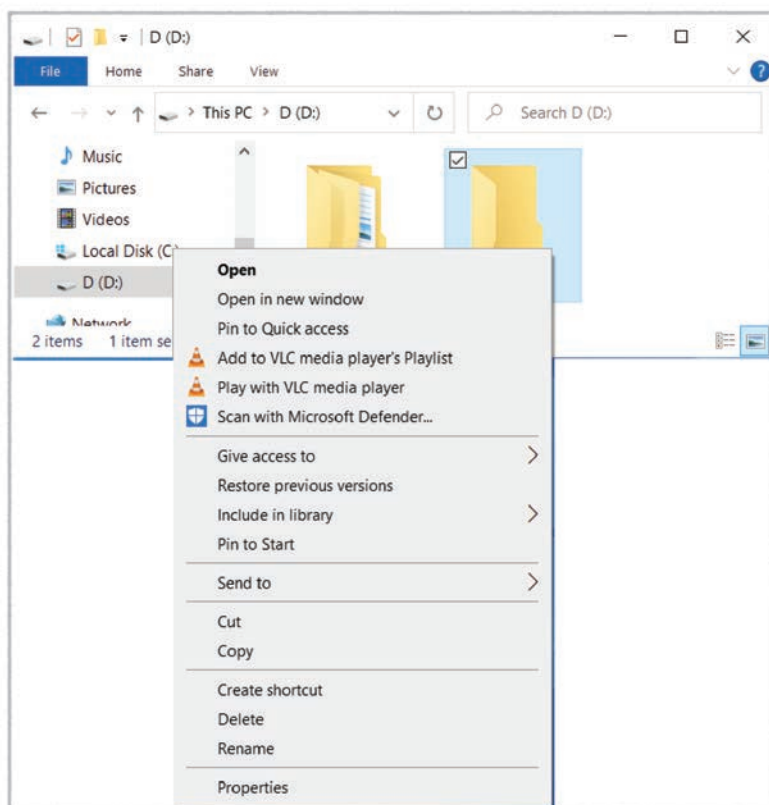 D (D:)
File Home Share View
This PC > D (D:) Search D (D:)
Music
Pictures
Videos
Local Disk (C
D (D:)
Network
2 items 1 item se
Open
Open in new window
Pin to Quick access
Add to VLC media player's Playlist
Play with VLC media player
Scan with Microsoft Defender...
Give access to
Restore previous versions
Include in library
Pin to Start
Send to
Cut
Copy
Create shortcut
Delete
Rename
Properties